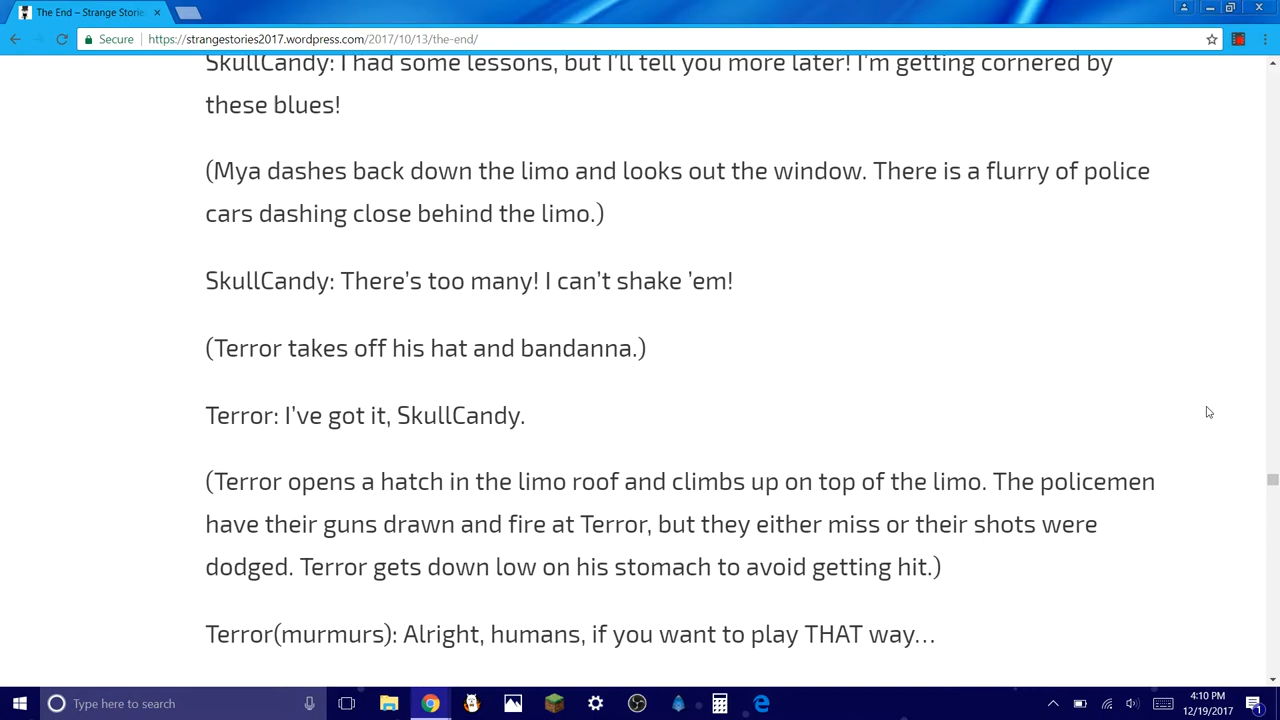 The End – Strange Storie
Secure https://strangestories2017.wordpress.com/2017/10/13/the-end/
SkullCandy: I had some lessons, but I'll tell you more later! I'm getting cornered by
these blues!
(Mya dashes back down the limo and looks out the window. There is a flurry of police
cars dashing close behind the limo.)
SkullCandy: There's too many! I can't shake 'em!
(Terror takes off his hat and bandanna.)
Terror: I've got it, SkullCandy.
(Terror opens a hatch in the limo roof and climbs up on top of the limo. The policemen
have their guns drawn and fire at Terror, but they either miss or their shots were
dodged. Terror gets down low on his stomach to avoid getting hit.)
Terror(murmurs): Alright, humans, if you want to play THAT way…
Type here to search
4:10 PM
12/19/2017
1